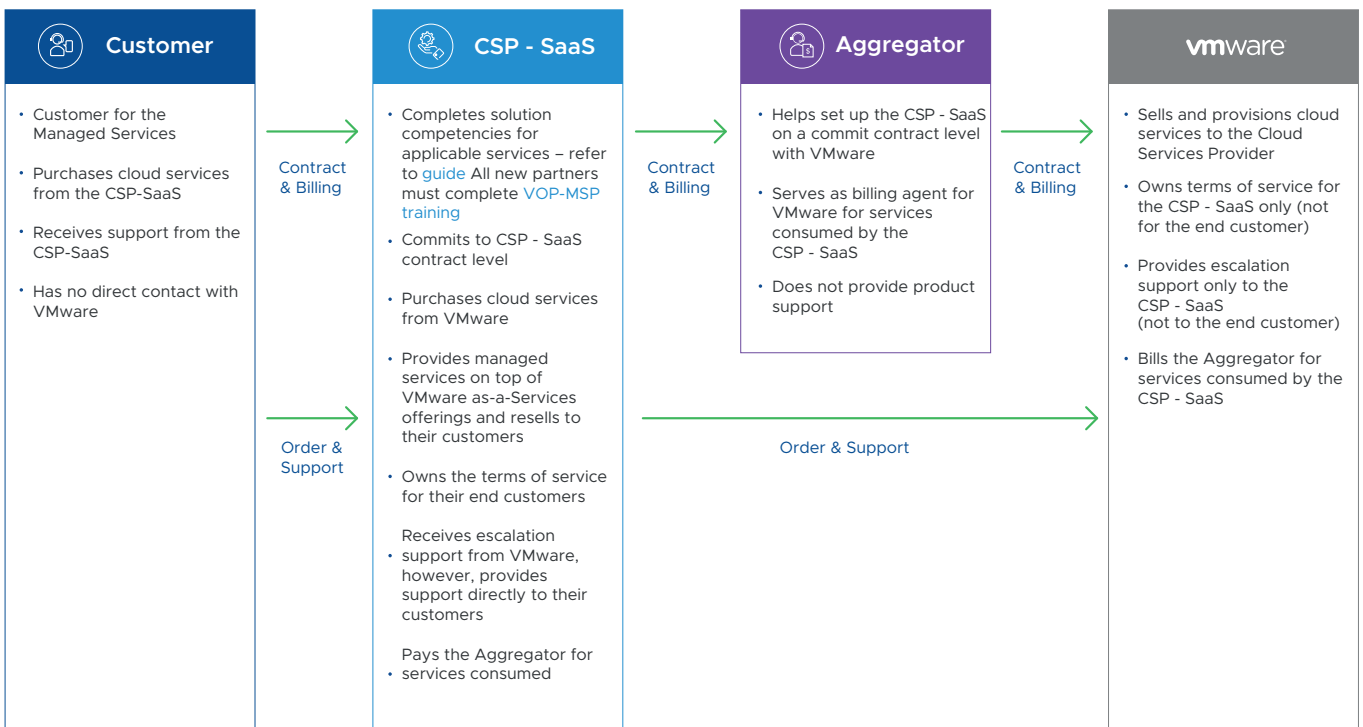 Customer
• Customer for the
Managed Services
• Purchases cloud services
from the CSP-SaaS
• Receives support from the
CSP-SaaS
• Has no direct contact with
VMware
Contract
& Billing
Order &
Support
CSP - SaaS
• Completes solution
competencies for
applicable services – refer
to guide All new partners
must complete VOP-MSP
training
• Commits to CSP - SaaS
contract level
• Purchases cloud services
from VMware
• Provides managed
services on top of
VMware as-a-Services
offerings and resells to
their customers
• Owns the terms of service
for their end customers
Receives escalation
• support from VMware,
however, provides
support directly to their
customers
Pays the Aggregator for
• services consumed
Contract
& Billing
Order & Support
Aggregator
• Helps set up the CSP - SaaS
on a commit contract level
with VMware
• Serves as billing agent for
VMware for services
consumed by the
CSP - SaaS
• Does not provide product
support
Contract
& Billing
vmware
• Sells and provisions cloud
services to the Cloud
Services Provider
• Owns terms of service for
the CSP - SaaS only (not
for the end customer)
• Provides escalation
support only to the
CSP - SaaS
(not to the end customer)
• Bills the Aggregator for
services consumed by the
CSP - SaaS